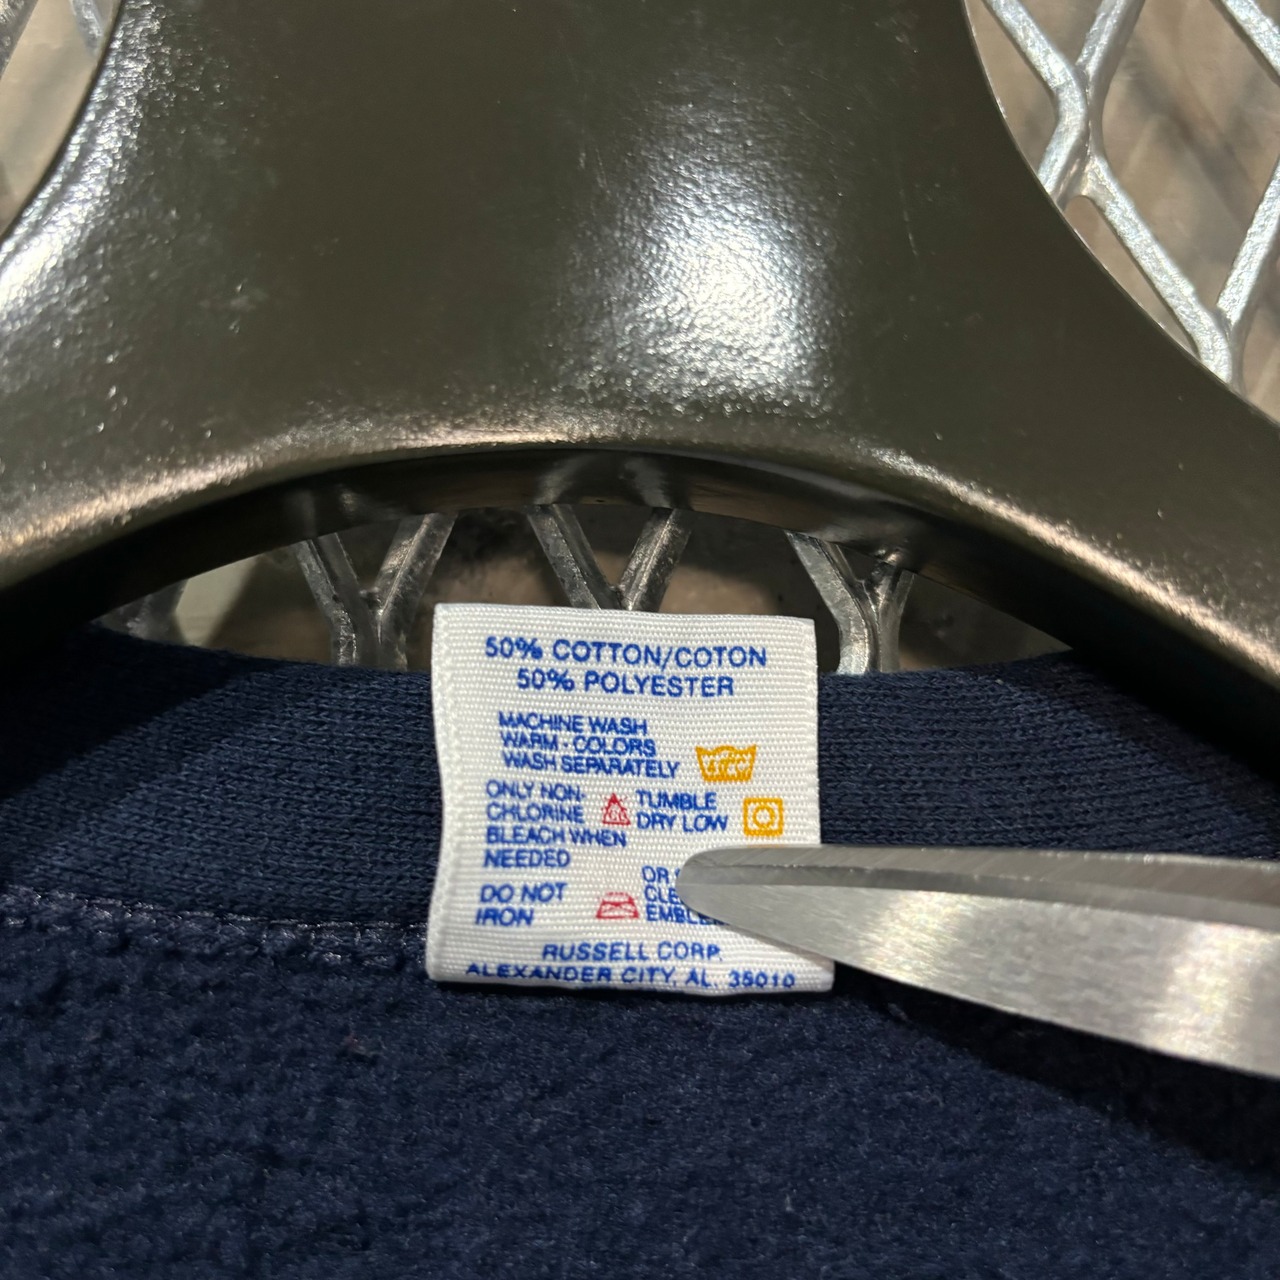 50% COTTON/COTON
50% POLYESTER
MACHINE WASH
WARM - COLORS
WASH SEPARATELY
ONLY NON-
CHLORINE
BLEACH WHEN
NEEDED
TUMBLE
DRY LOW
DO NOT
IRON
OR
RUSSELL CORP.
ALEXANDER CITY, AL. 35010